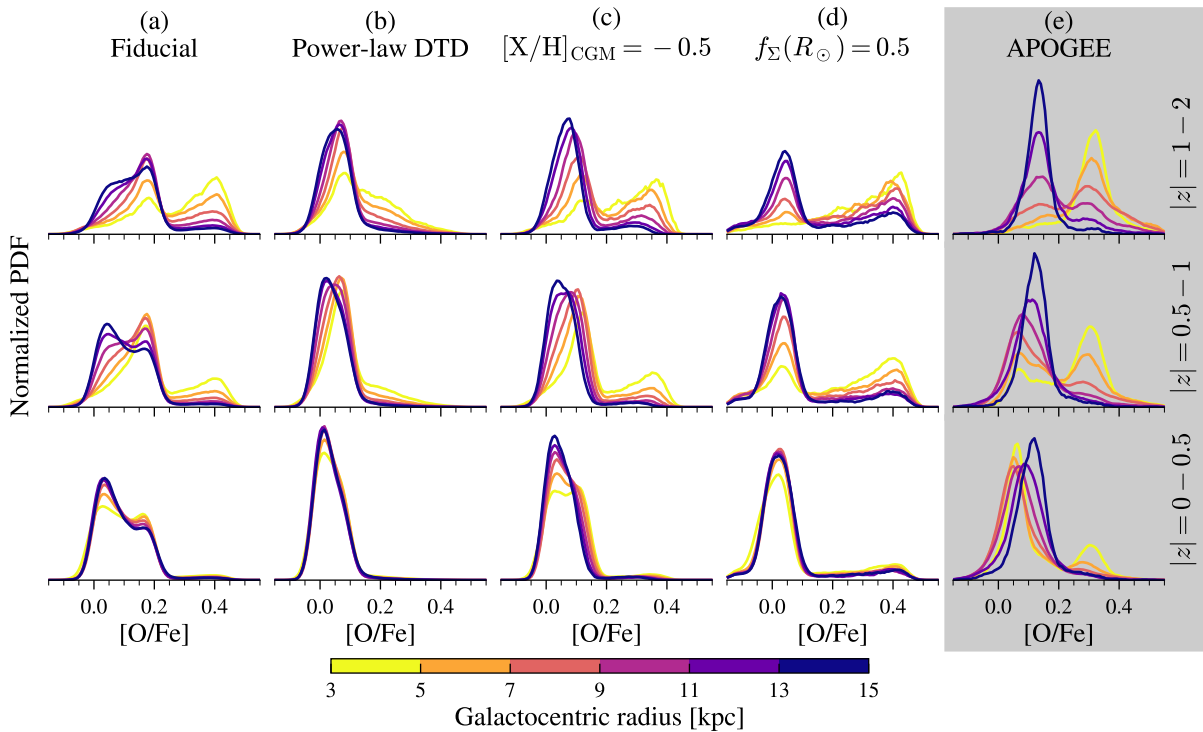 (a) (b) (c) (d) (e)
Fiducial Power-law DTD [X/H]CGM = −0.5 fΣ(R⊙) = 0.5 APOGEE
|z| = 1 − 2
|z| = 0.5 − 1
|z| = 0 − 0.5
Normalized PDF
0.0 0.2 0.4 0.0 0.2 0.4 0.0 0.2 0.4 0.0 0.2 0.4 0.0 0.2 0.4
[O/Fe] [O/Fe] [O/Fe] [O/Fe] [O/Fe]
3 5 7 9 11 13 15
Galactocentric radius [kpc]